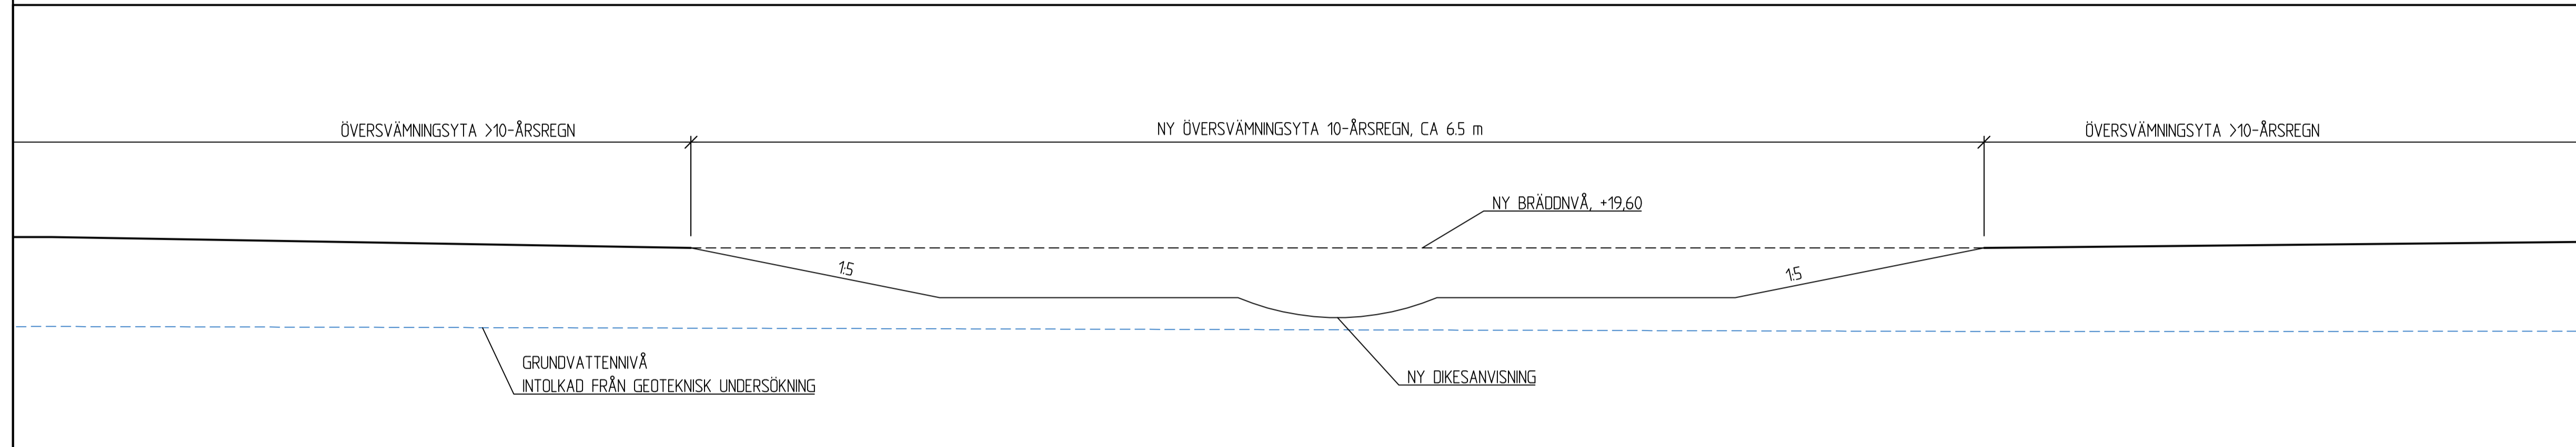 ÖVERSVÄMNINGSYTA >10-ÅRSREGN
NY ÖVERSVÄMNINGSYTA 10-ÅRSREGN, CA 6.5 m
ÖVERSVÄMNINGSYTA >10-ÅRSREGN
NY BRÄDDNVÅ, +19,60
1:5
1:5
GRUNDVATTENNIVÅ
INTOLKAD FRÅN GEOTEKNISK UNDERSÖKNING
NY DIKESANVISNING